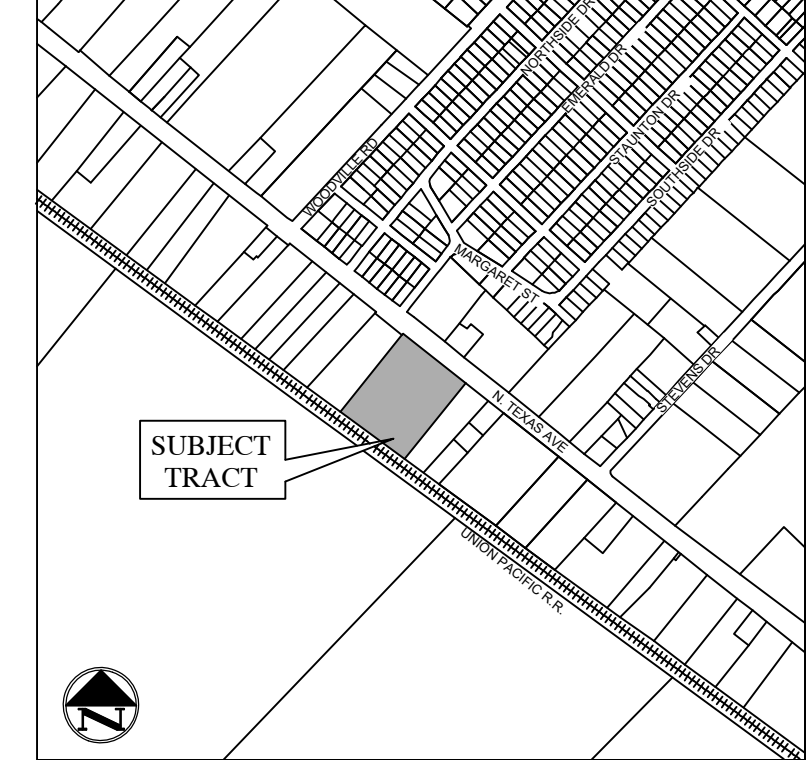 NORTHSIDE DR
EMERALD DR
STAUNTON DR
SOUTHSIDE DR
WOODVILLE RD
MARGARET ST
STEVENS DR
N. TEXAS AVE
SUBJECT
TRACT
UNION PACIFIC R.R.
N